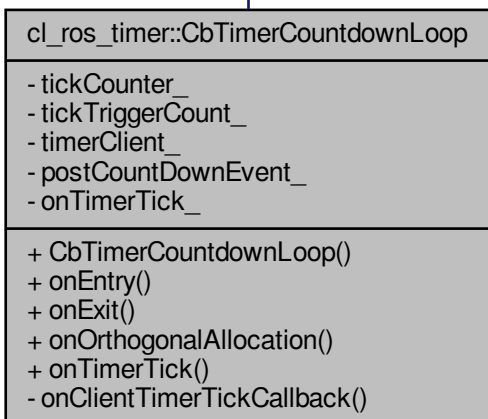 cl_ros_timer::CbTimerCountdownLoop
- tickCounter_
- tickTriggerCount_
- timerClient_
- postCountDownEvent_
- onTimerTick_
+ CbTimerCountdownLoop()
+ onEntry()
+ onExit()
+ onOrthogonalAllocation()
+ onTimerTick()
- onClientTimerTickCallback()